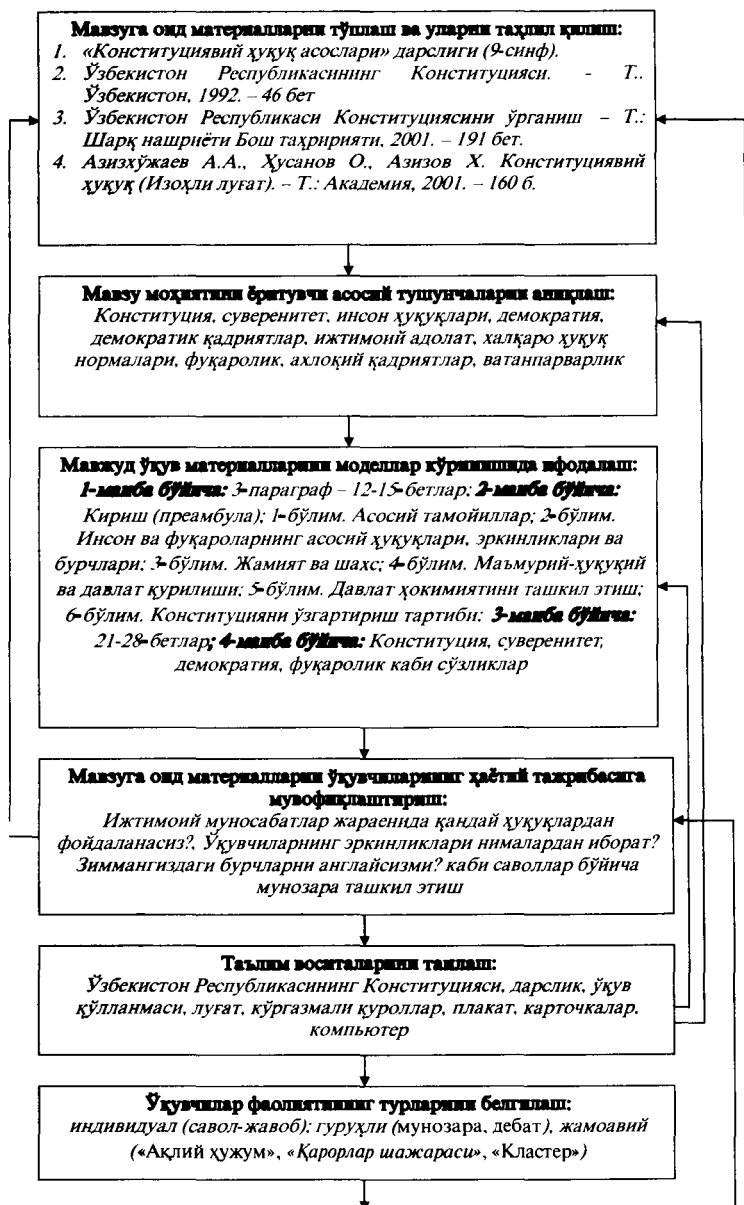 Мавзуга оид материалларни тўплаш ва уларни таҳлил қилиш:
1. «Конституциявий ҳуқуқ асослари» дарслиги (9-синф).
2. Ўзбекистон Республикасининг Конституцияси. - Т..
Ўзбекистон, 1992. – 46 бет
3. Ўзбекистон Республикаси Конституциясини ўрганиш – Т.:
Шарқ нашриёти Бош таҳририяти, 2001. – 191 бет.
4. Азизхўжаев А.А., Ҳусанов О., Азизов Х. Конституциявий
ҳуқуқ (Изоҳли луғат). – Т.: Академия, 2001. – 160 б.
Мавзу моҳиятини ёритувчи асосий тушунчаларни аниқлаш:
Конституция, суверенитет, инсон ҳуқуқлари, демократия,
демократик қадриятлар, ижтимоий адолат, халқаро ҳуқуқ
нормалари, фуқаролик, ахлоқий қадриятлар, ватанпарварлик
Мавжуд ўқув материалларини моделлар кўринишида ифодалаш:
1-манба бўйича: 3-параграф – 12-15-бетлар; 2-манба бўйича:
Кириш (преамбула); 1-бўлим. Асосий тамойиллар; 2-бўлим.
Инсон ва фуқароларнинг асосий ҳуқуқлари, эркинликлари ва
бурчлари; 3-бўлим. Жамият ва шахс; 4-бўлим. Маъмурий-ҳуқуқий
ва давлат қурилиши; 5-бўлим. Давлат ҳокимиятини ташкил этиш;
6-бўлим. Конституцияни ўзгартириш тартиби; 3-манба бўйича:
21-28-бетлар; 4-манба бўйича: Конституция, суверенитет,
демократия, фуқаролик каби сўзликлар
Мавзуга оид материалларни ўқувчиларнинг ҳаётий тажрибасига
мувофиқлаштириш:
Ижтимоий муносабатлар жараенида қандай ҳуқуқлардан
фойдаланасиз?, Ўқувчиларнинг эркинликлари нималардан иборат?
Зиммангиздаги бурчларни англайсизми? каби саволлар бўйича
мунозара ташкил этиш
Таълим воситаларини танлаш:
Ўзбекистон Республикасининг Конституцияси, дарслик, ўқув
қўлланмаси, луғат, кўргазмали қуроллар, плакат, карточкалар,
компьютер
Ўқувчилар фаолиятининг турларини белгилаш:
индивидуал (савол-жавоб); гуруҳли (мунозара, дебат), жамоавий
(«Ақлий ҳужум», «Қарорлар шажараси», «Кластер»)